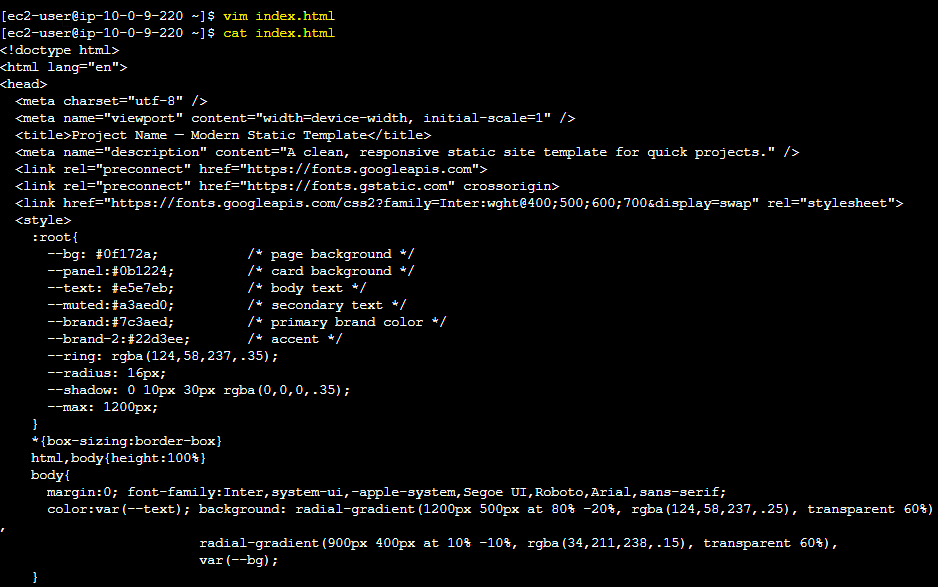 [ec2-user@ip-10-0-9-220 ~]$ vim index.html
[ec2-user@ip-10-0-9-220 ~]$ cat index.html
<!doctype html>
<html lang="en">
<head>
  <meta charset="utf-8" />
  <meta name="viewport" content="width=device-width, initial-scale=1" />
  <title>Project Name — Modern Static Template</title>
  <meta name="description" content="A clean, responsive static site template for quick projects." />
  <link rel="preconnect" href="https://fonts.googleapis.com">
  <link rel="preconnect" href="https://fonts.gstatic.com" crossorigin>
  <link href="https://fonts.googleapis.com/css2?family=Inter:wght@400;500;600;700&display=swap" rel="stylesheet">
  <style>
    :root{
      --bg: #0f172a;           /* page background */
      --panel:#0b1224;         /* card background */
      --text: #e5e7eb;         /* body text */
      --muted:#a3aed0;         /* secondary text */
      --brand:#7c3aed;         /* primary brand color */
      --brand-2:#22d3ee;       /* accent */
      --ring: rgba(124,58,237,.35);
      --radius: 16px;
      --shadow: 0 10px 30px rgba(0,0,0,.35);
      --max: 1200px;
    }
    *{box-sizing:border-box}
    html,body{height:100%}
    body{
      margin:0; font-family:Inter,system-ui,-apple-system,Segoe UI,Roboto,Arial,sans-serif;
      color:var(--text); background: radial-gradient(1200px 500px at 80% -20%, rgba(124,58,237,.25), transparent 60%)
,
                         radial-gradient(900px 400px at 10% -10%, rgba(34,211,238,.15), transparent 60%),
                         var(--bg);
    }